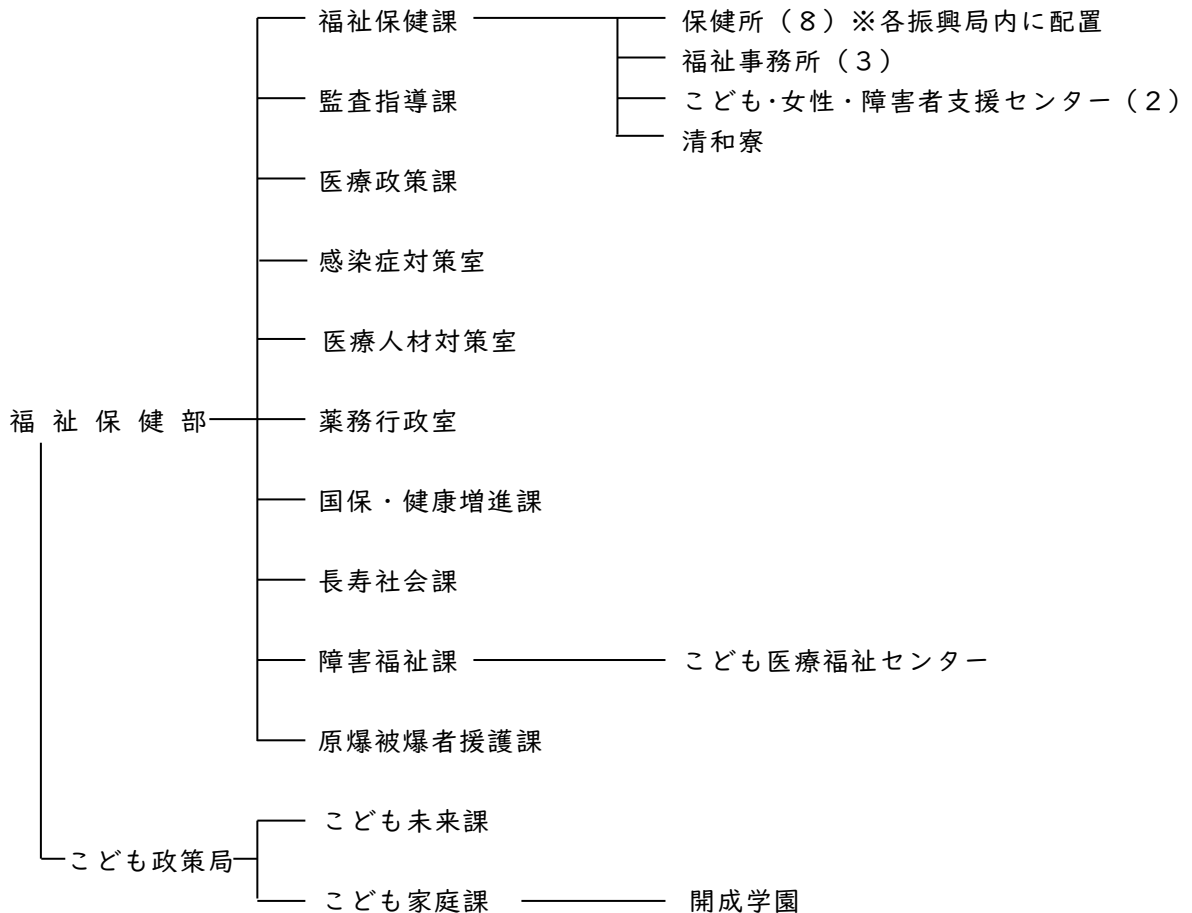 福祉保健課
保健所（８）※各振興局内に配置
福祉事務所（３）
監査指導課
こども・女性・障害者支援センター（２）
清和寮
医療政策課
感染症対策室
医療人材対策室
福祉保健部
薬務行政室
国保・健康増進課
長寿社会課
障害福祉課
こども医療福祉センター
原爆被爆者援護課
こども未来課
こども政策局
こども家庭課
開成学園